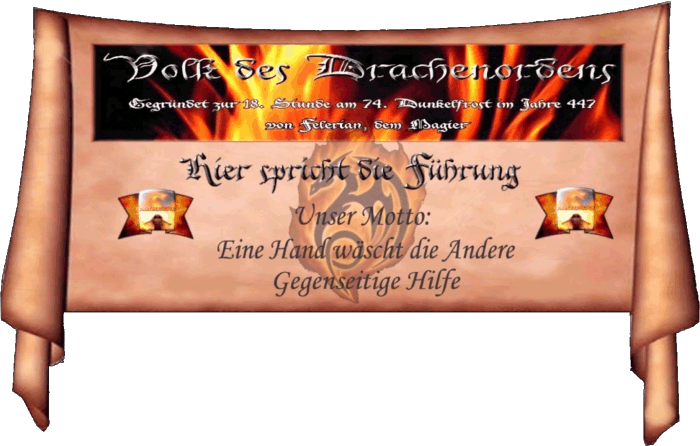 Volk des Drachenordens
Gegründet zur 18. Stunde am 74. Dunkelfrost im Jahre 447
von Felerian, dem Magier
Hier spricht die Führung
Unser Motto:
Eine Hand wäscht die Andere
Gegenseitige Hilfe